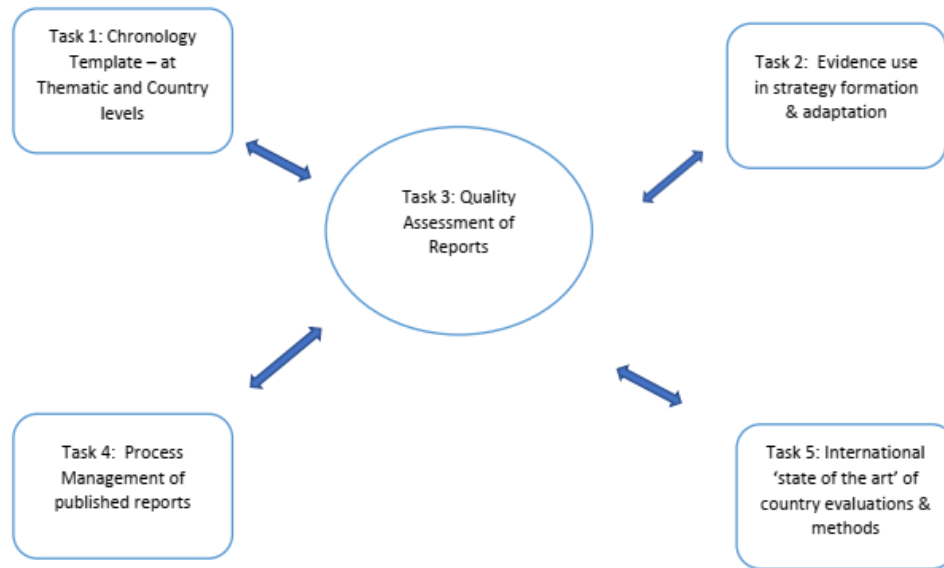 Task 1: Chronology
Template – at
Thematic and Country
levels
Task 2:  Evidence use
in strategy formation
& adaptation
Task 3: Quality
Assessment of
Reports
Task 4:  Process
Management of
published reports
Task 5: International
‘state of the art’ of
country evaluations &
methods